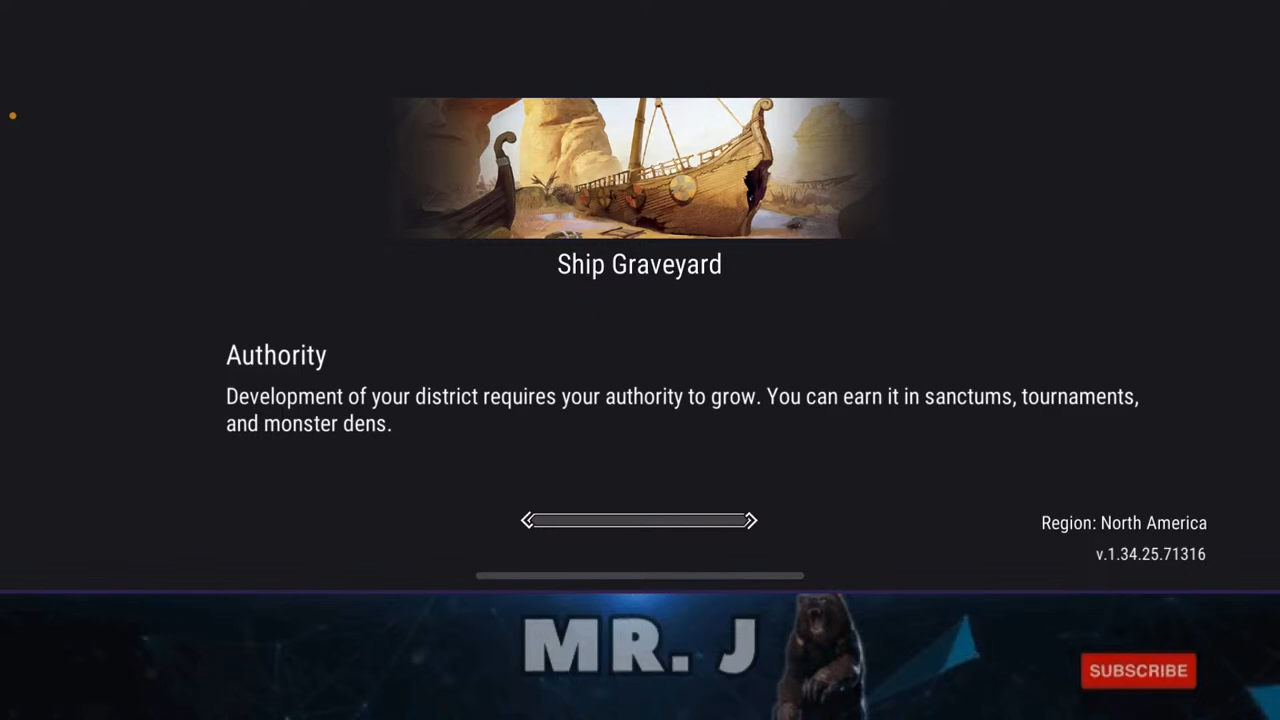 Ship Graveyard
Authority
Development of your district requires your authority to grow. You can earn it in sanctums, tournaments,
and monster dens.
Region: North America
v.1.34.25.71316
MR. J
SUBSCRIBE